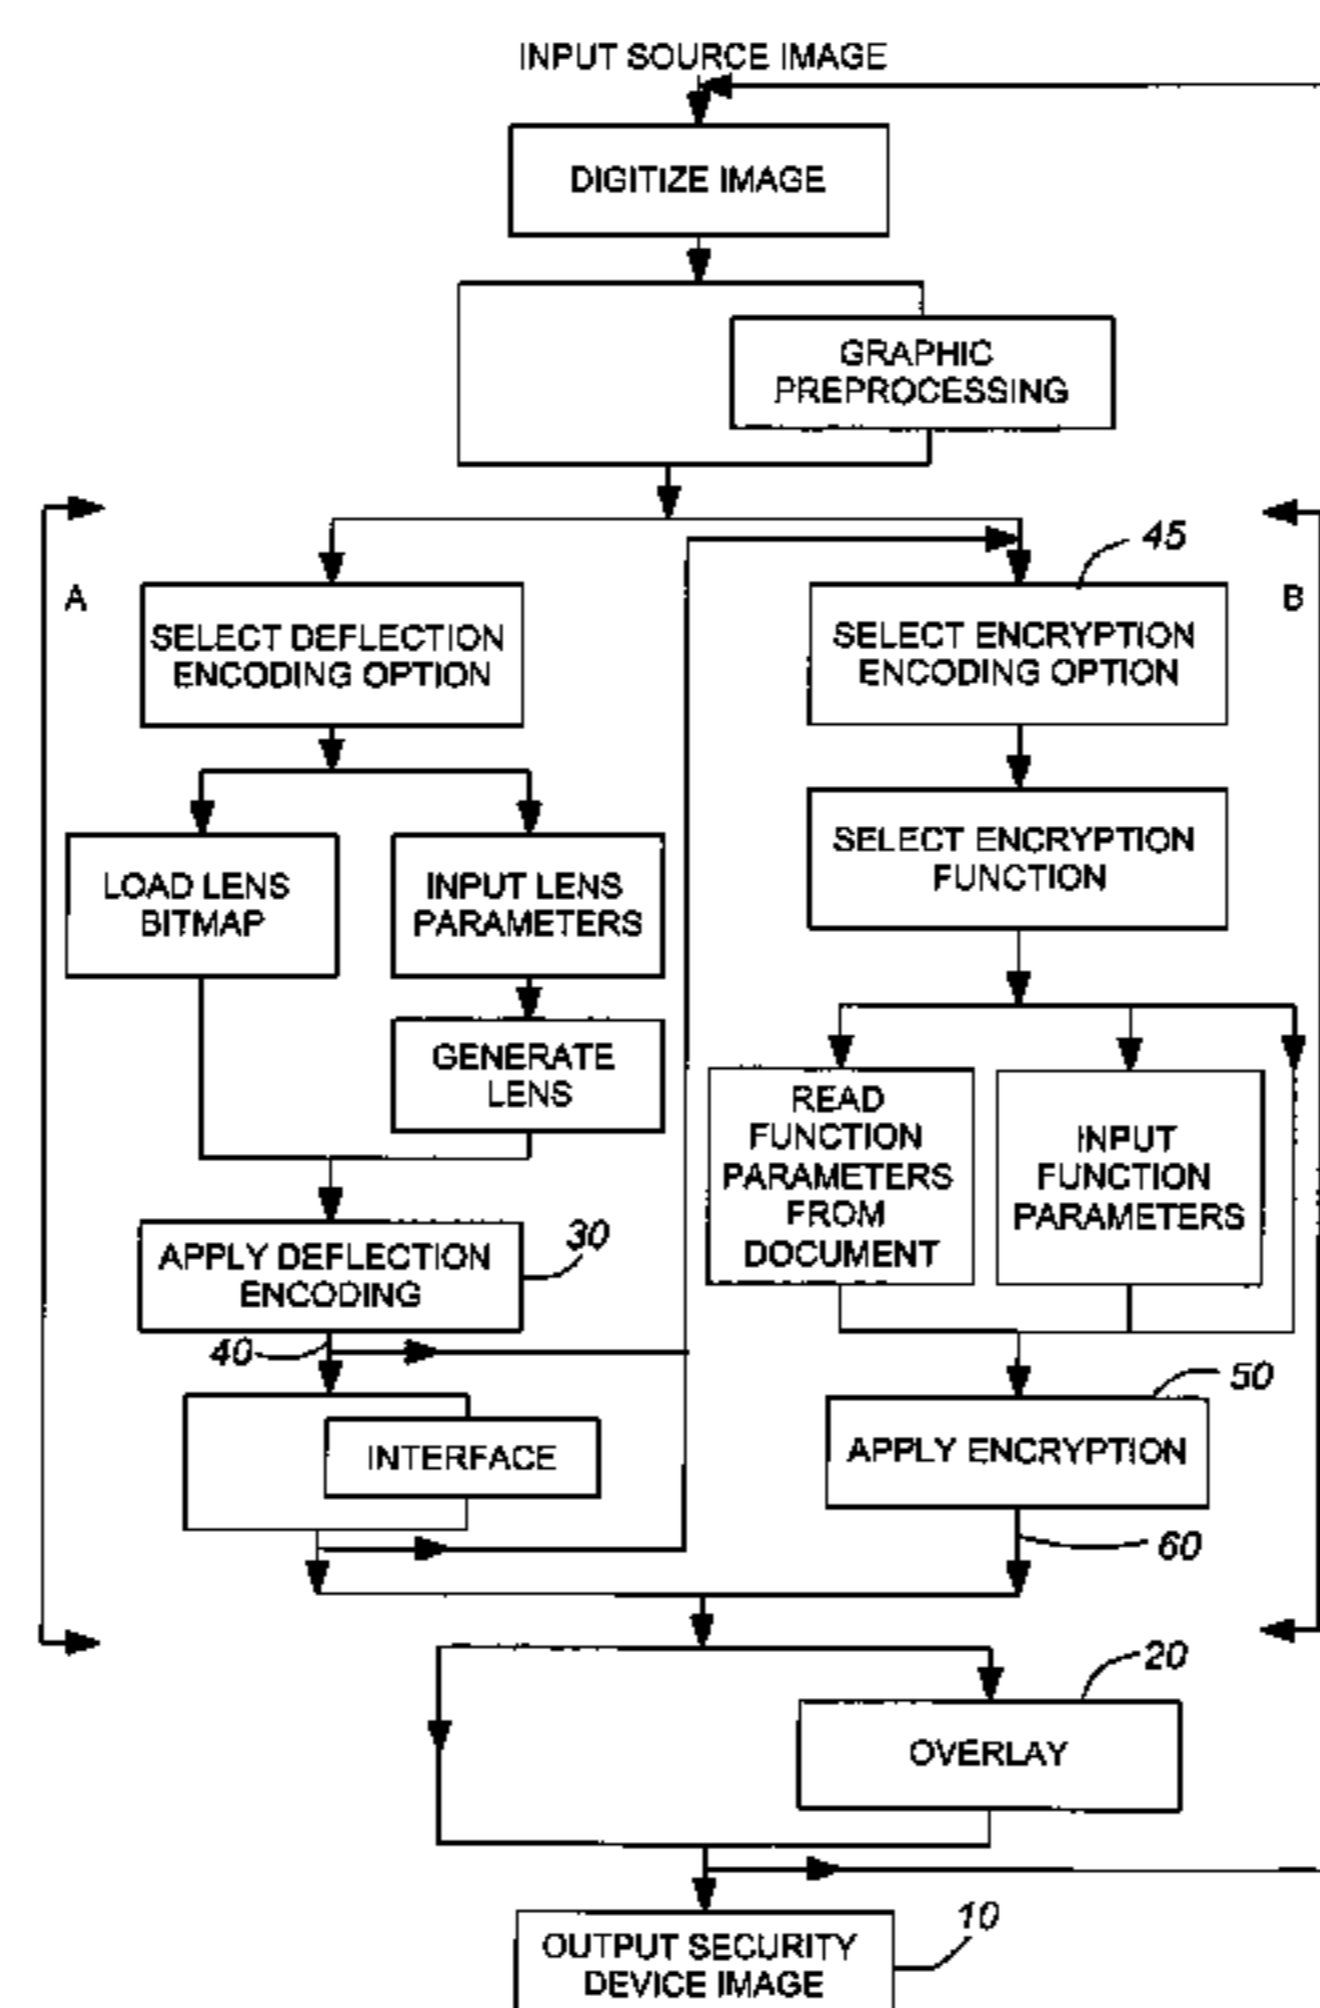 INPUT SOURCE IMAGE
DIGITIZE IMAGE
GRAPHIC
PREPROCESSING
A
B
45
SELECT DEFLECTION
ENCODING OPTION
SELECT ENCRYPTION
ENCODING OPTION
LOAD LENS
BITMAP
INPUT LENS
PARAMETERS
SELECT ENCRYPTION
FUNCTION
GENERATE
LENS
READ
FUNCTION
PARAMETERS
FROM
DOCUMENT
INPUT
FUNCTION
PARAMETERS
APPLY DEFLECTION
ENCODING
30
40
INTERFACE
50
APPLY ENCRYPTION
60
20
OVERLAY
10
OUTPUT SECURITY
DEVICE IMAGE